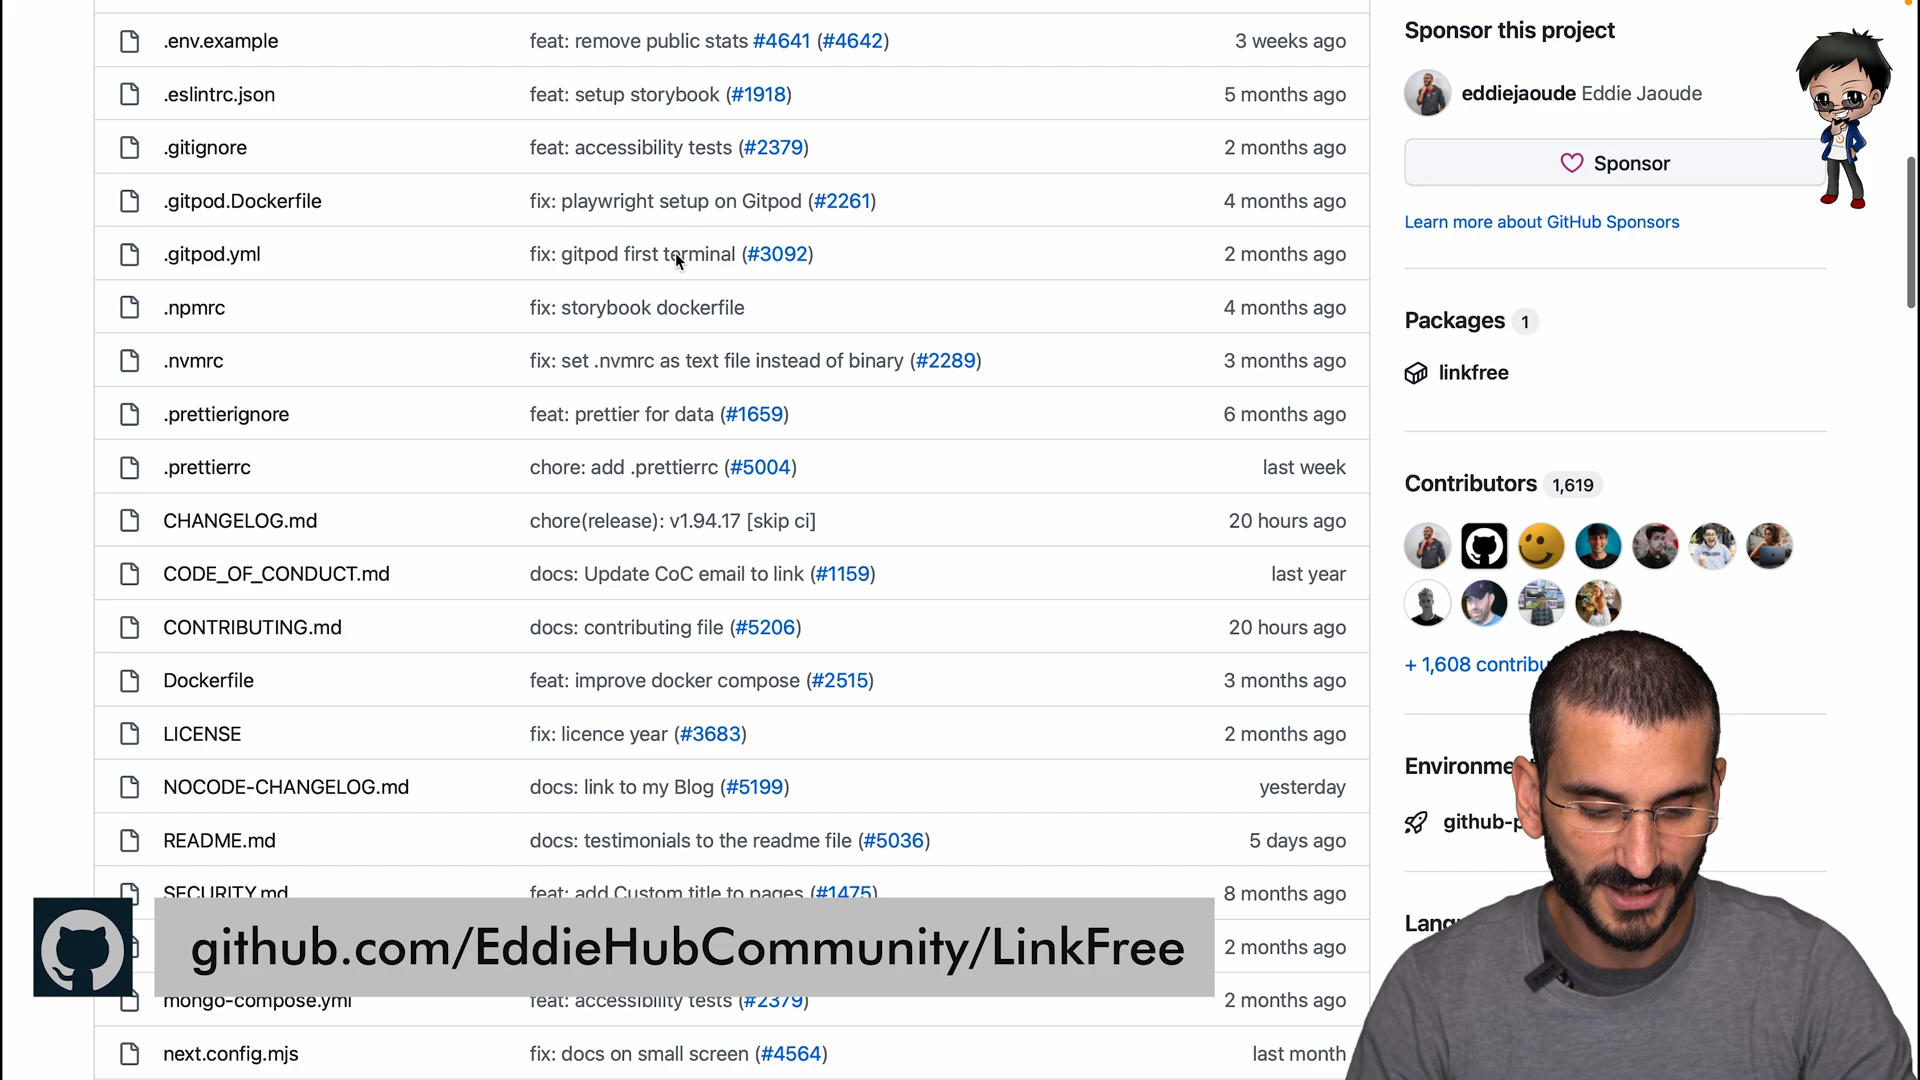 .env.example feat: remove public stats #4641 (#4642) 3 weeks ago
.eslintrc.json feat: setup storybook (#1918) 5 months ago
.gitignore feat: accessibility tests (#2379) 2 months ago
.gitpod.Dockerfile fix: playwright setup on Gitpod (#2261) 4 months ago
.gitpod.yml fix: gitpod first terminal (#3092) 2 months ago
.npmrc fix: storybook dockerfile 4 months ago
.nvmrc fix: set .nvmrc as text file instead of binary (#2289) 3 months ago
.prettierignore feat: prettier for data (#1659) 6 months ago
.prettierrc chore: add .prettierrc (#5004) last week
CHANGELOG.md chore(release): v1.94.17 [skip ci] 20 hours ago
CODE_OF_CONDUCT.md docs: Update CoC email to link (#1159) last year
CONTRIBUTING.md docs: contributing file (#5206) 20 hours ago
Dockerfile feat: improve docker compose (#2515) 3 months ago
LICENSE fix: licence year (#3683) 2 months ago
NOCODE-CHANGELOG.md docs: link to my Blog (#5199) yesterday
README.md docs: testimonials to the readme file (#5036) 5 days ago
SECURITY.md feat: add Custom title to pages (#1475) 8 months ago
2 months ago
mongo-compose.yml feat: accessibility tests (#2379) 2 months ago
next.config.mjs fix: docs on small screen (#4564) last month
github.com/EddieHubCommunity/LinkFree
Sponsor this project
eddiejaoude Eddie Jaoude
Sponsor
Learn more about GitHub Sponsors
Packages 1
linkfree
Contributors 1,619
+ 1,608 contribu
Environme
github-p
Lang